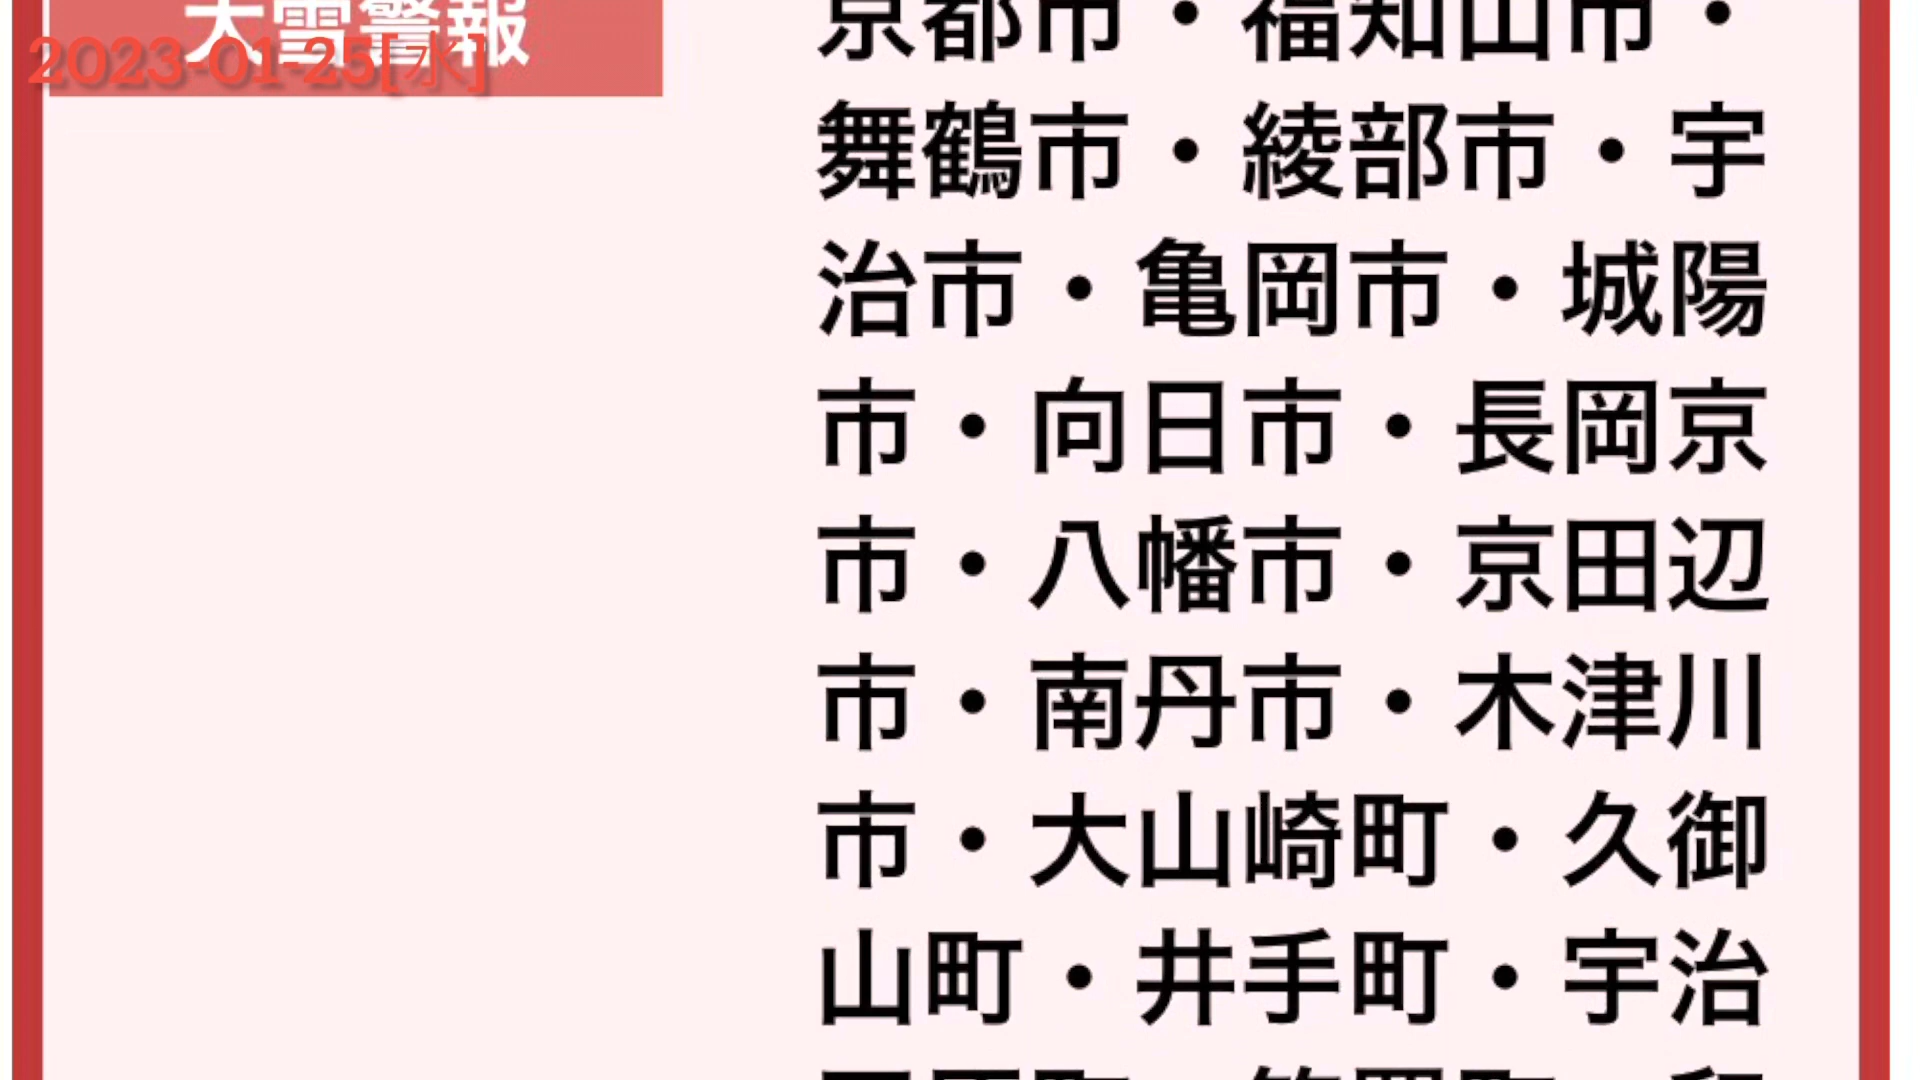 大雪警報
2023-01-25[水]
京都市・福知山市・
舞鶴市・綾部市・宇
治市・亀岡市・城陽
市・向日市・長岡京
市・八幡市・京田辺
市・南丹市・木津川
市・大山崎町・久御
山町・井手町・宇治